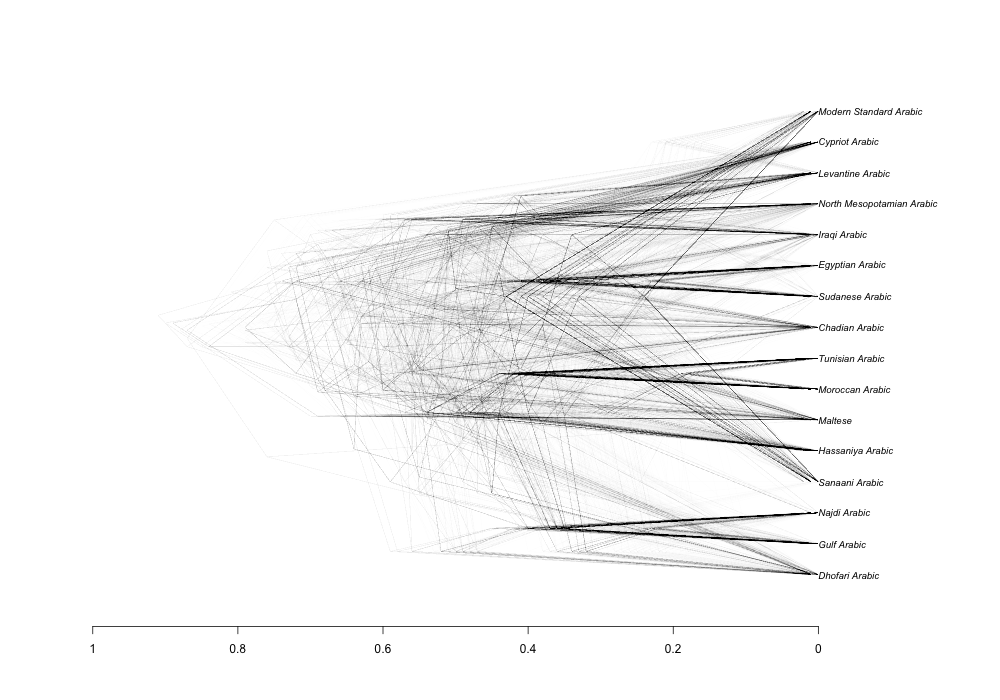 Modern Standard Arabic
Cypriot Arabic
Levantine Arabic
North Mesopotamian Arabic
Iraqi Arabic
Egyptian Arabic
Sudanese Arabic
Chadian Arabic
Tunisian Arabic
Moroccan Arabic
Maltese
Hassaniya Arabic
Sanaani Arabic
Najdi Arabic
Gulf Arabic
Dhofari Arabic
1 0.8 0.6 0.4 0.2 0